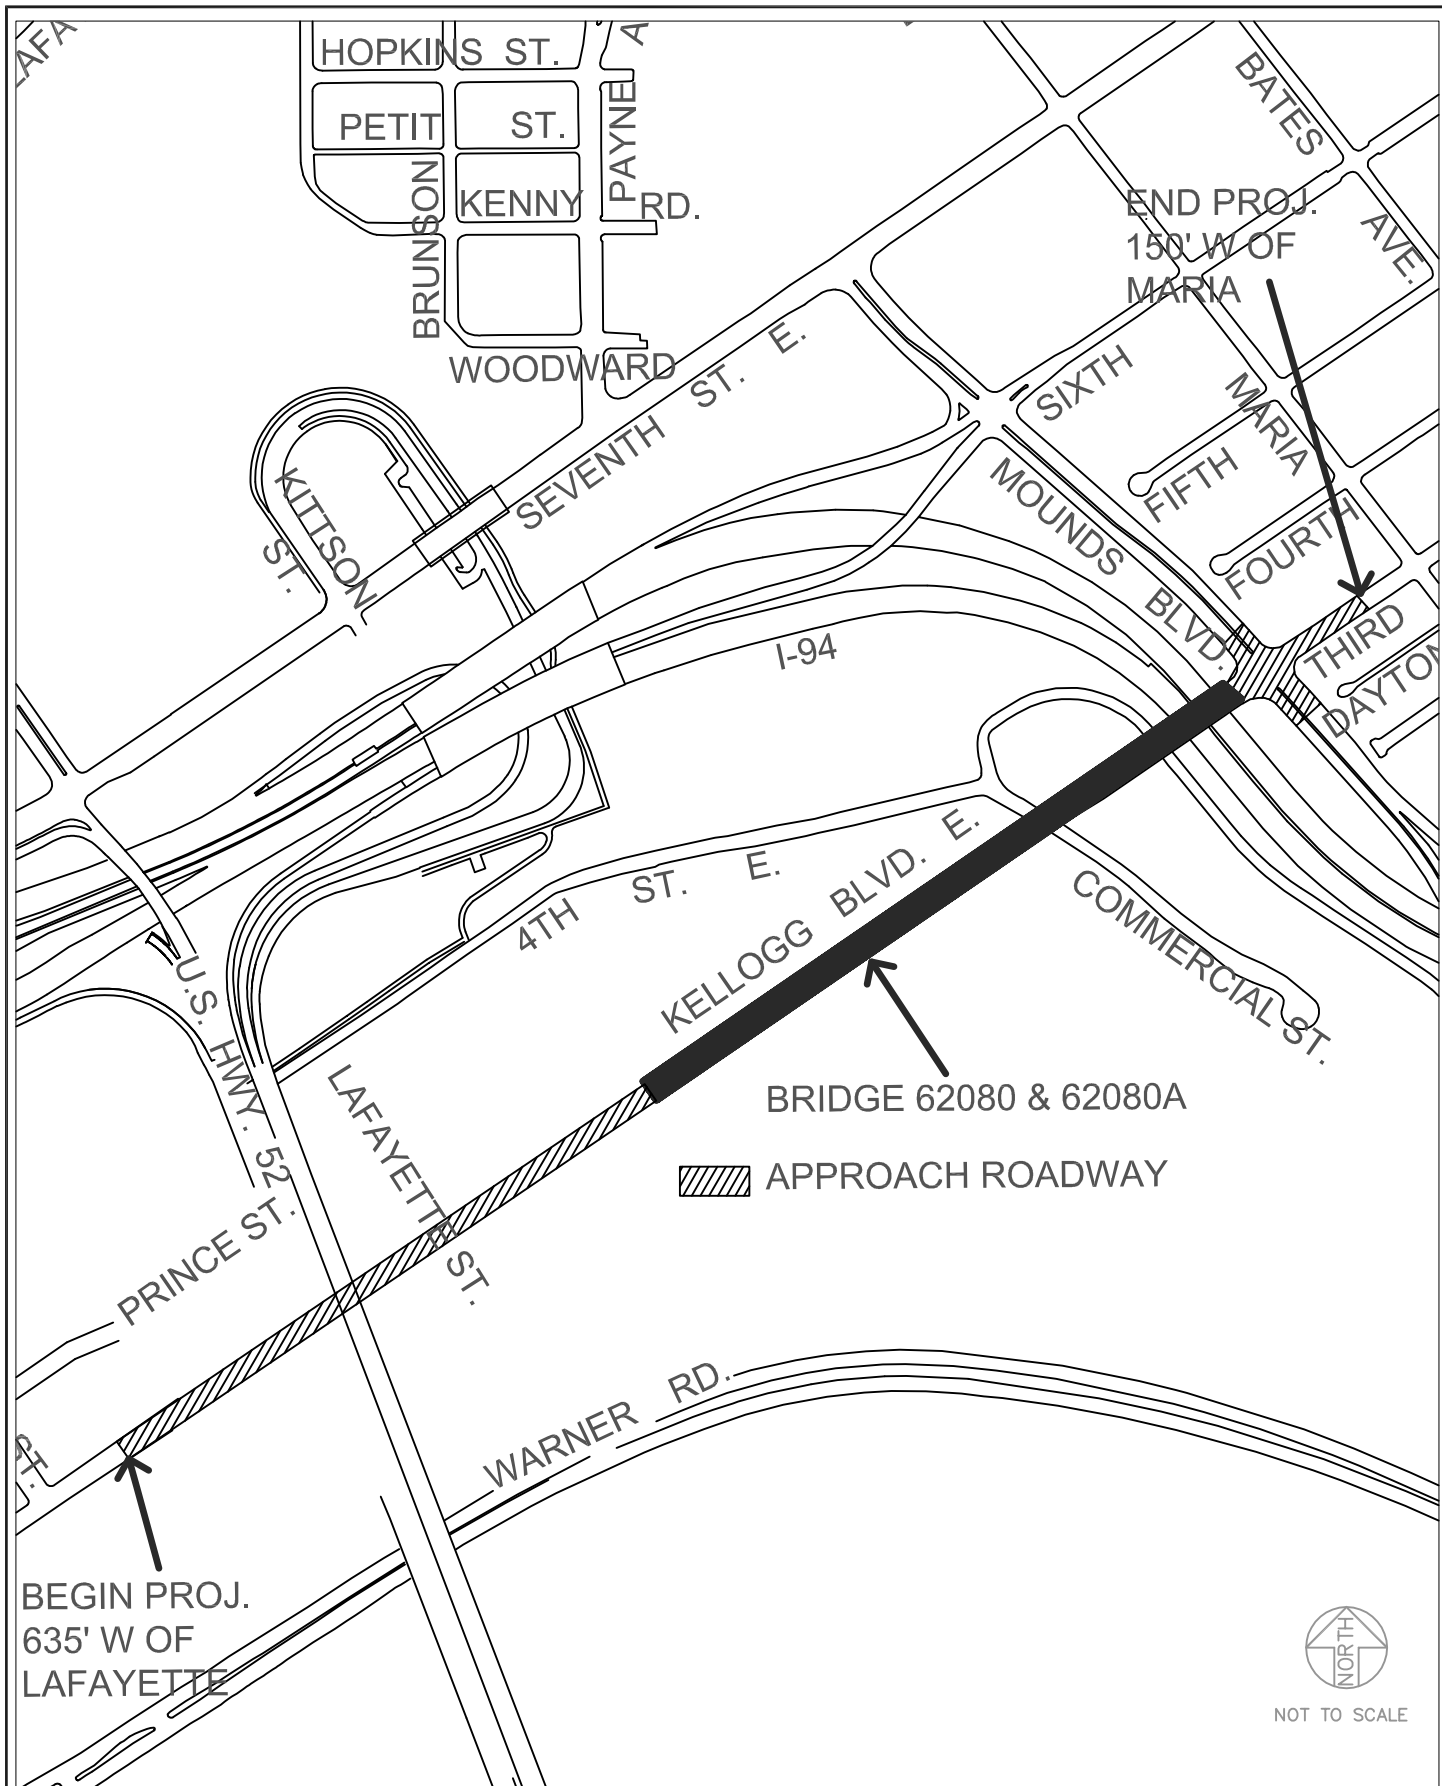 HOPKINS ST.
PETIT ST.
BRUNSON
PAYNE A
KENNY RD.
WOODWARD
BATES AVE.
END PROJ.
150' W OF
MARIA
SEVENTH ST. E.
SIXTH
MARIA
FIFTH
FOURTH
THIRD
DAYTON
MOUNDS BLVD.
KITTSON ST.
I-94
4TH ST. E.
KELLOGG BLVD. E.
COMMERCIAL ST.
U.S. HWY. 52
LAFAYETTE ST.
PRINCE ST.
BRIDGE 62080 & 62080A
APPROACH ROADWAY
WARNER RD.
ST.
BEGIN PROJ.
635' W OF
LAFAYETTE
NORTH
NOT TO SCALE